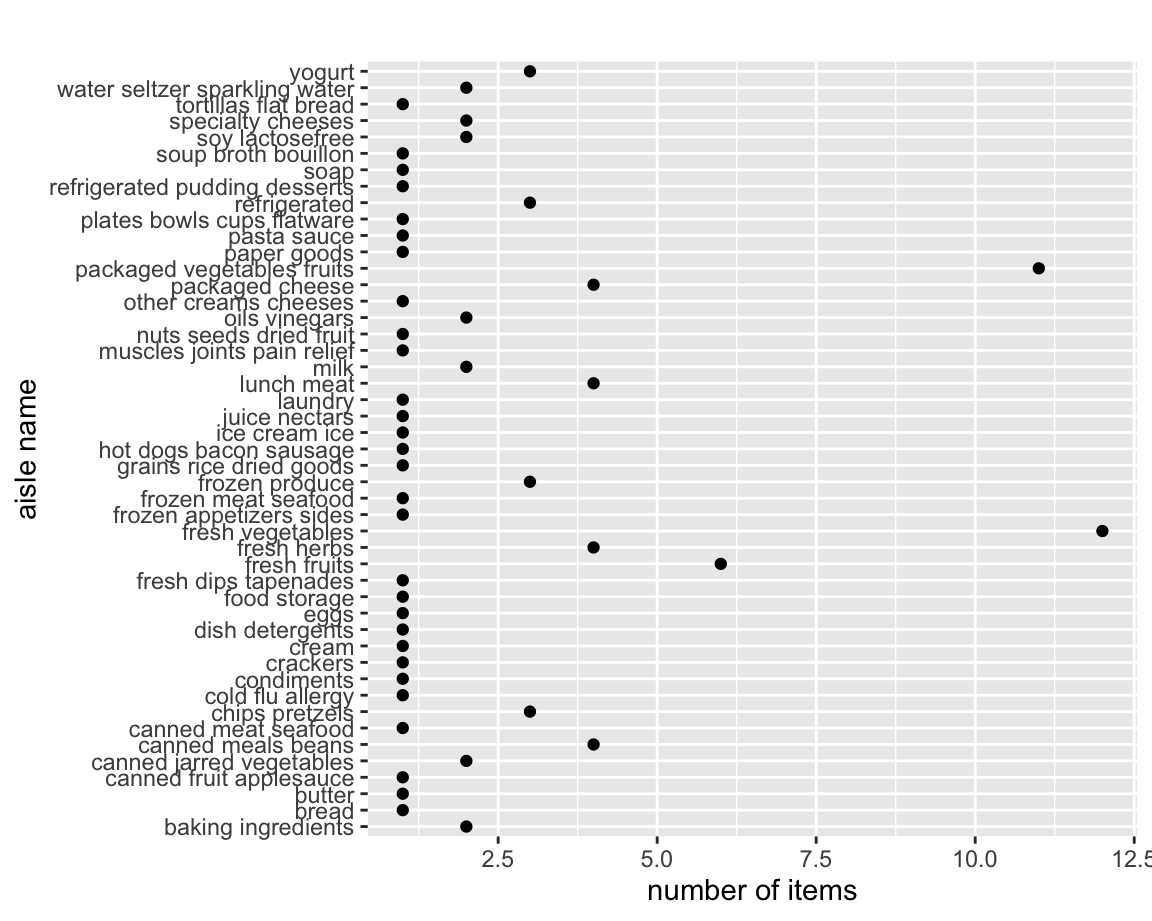 yogurt
water seltzer sparkling water
tortillas flat bread
specialty cheeses
soy lactosefree
soup broth bouillon
soap
refrigerated pudding desserts
refrigerated
plates bowls cups flatware
pasta sauce
paper goods
packaged vegetables fruits
packaged cheese
other creams cheeses
oils vinegars
nuts seeds dried fruit
muscles joints pain relief
milk
lunch meat
laundry
juice nectars
ice cream ice
hot dogs bacon sausage
grains rice dried goods
frozen produce
frozen meat seafood
frozen appetizers sides
fresh vegetables
fresh herbs
fresh fruits
fresh dips tapenades
food storage
eggs
dish detergents
cream
crackers
condiments
cold flu allergy
chips pretzels
canned meat seafood
canned meals beans
canned jarred vegetables
canned fruit applesauce
butter
bread
baking ingredients
aisle name
2.5 5.0 7.5 10.0 12.5
number of items